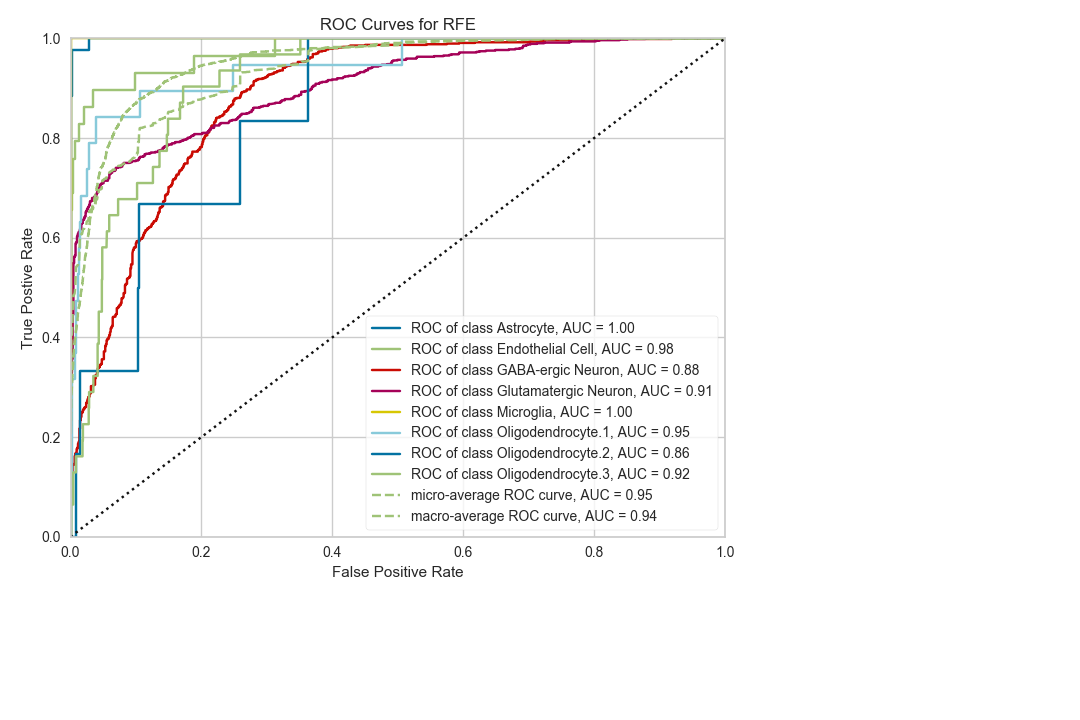 ROC Curves for RFE
True Postive Rate
1.0
0.8
0.6
0.4
0.2
0.0
ROC of class Astrocyte, AUC = 1.00
ROC of class Endothelial Cell, AUC = 0.98
ROC of class GABA-ergic Neuron, AUC = 0.88
ROC of class Glutamatergic Neuron, AUC = 0.91
ROC of class Microglia, AUC = 1.00
ROC of class Oligodendrocyte.1, AUC = 0.95
ROC of class Oligodendrocyte.2, AUC = 0.86
ROC of class Oligodendrocyte.3, AUC = 0.92
micro-average ROC curve, AUC = 0.95
macro-average ROC curve, AUC = 0.94
0.0 0.2 0.4 0.6 0.8 1.0
False Positive Rate